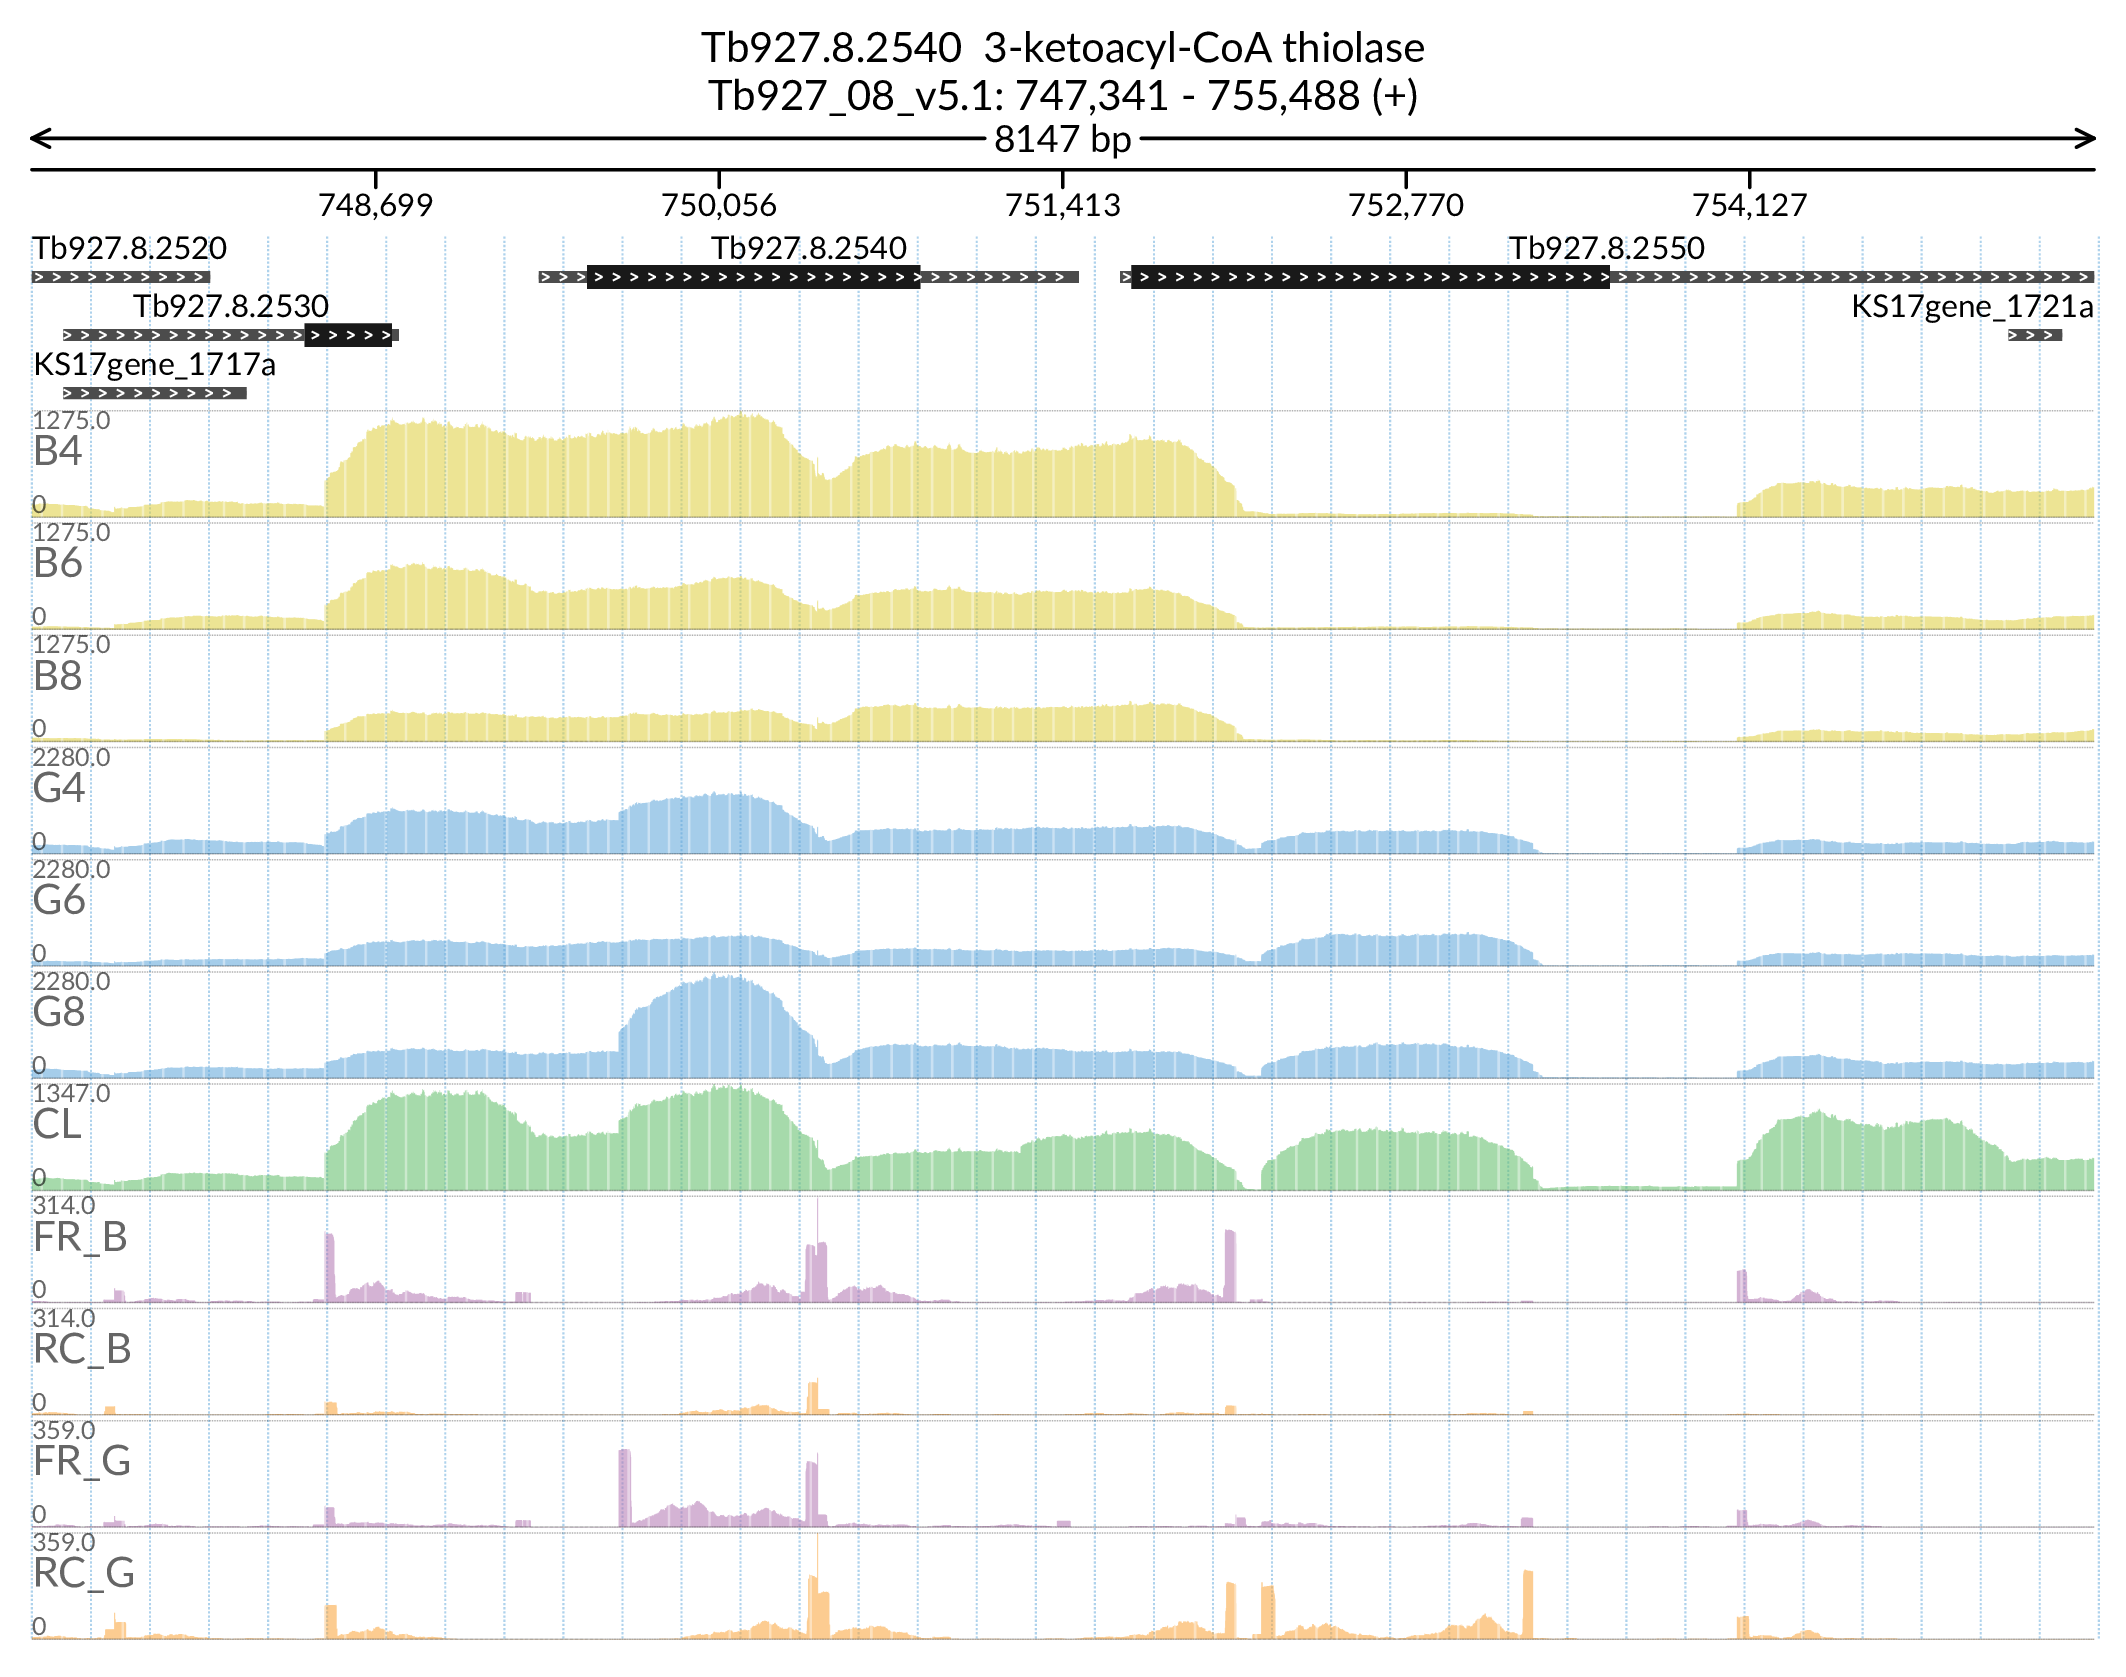 Tb927.8.2540 3-ketoacyl-CoA thiolase
Tb927_08_v5.1: 747,341 - 755,488 (+)
8147 bp
748,699 750,056 751,413 752,770 754,127
Tb927.8.2520 Tb927.8.2540 Tb927.8.2550
Tb927.8.2530 KS17gene_1721a
KS17gene_1717a
1275.0
B4
0
1275.0
B6
0
1275.0
B8
0
2280.0
G4
0
2280.0
G6
0
2280.0
G8
0
1347.0
CL
0
314.0
FR_B
0
314.0
RC_B
0
359.0
FR_G
0
359.0
RC_G
0